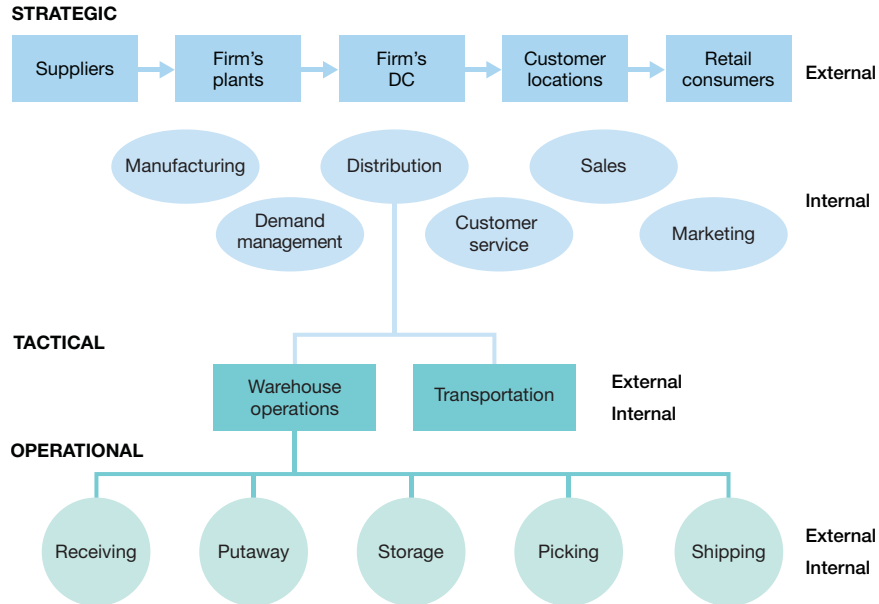 STRATEGIC
Suppliers
Firm's
plants
Firm's
DC
Customer
locations
Retail
consumers
External
Manufacturing
Distribution
Sales
Internal
Demand
management
Customer
service
Marketing
TACTICAL
Warehouse
operations
Transportation
External
Internal
OPERATIONAL
Receiving
Putaway
Storage
Picking
Shipping
External
Internal